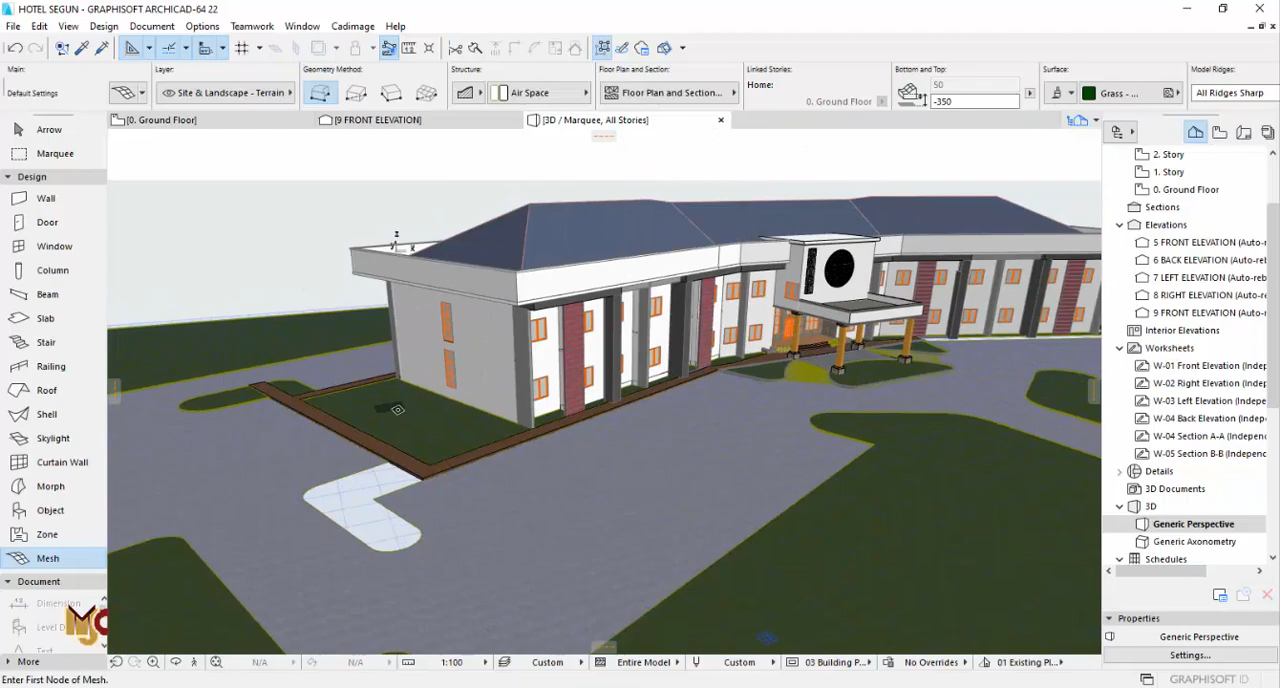 HOTEL SEGUN - GRAPHISOFT ARCHICAD-64 22
File Edit View Design Document Options Teamwork Window Cadimage Help
Main: Layer: Geometry Method: Structure: Floor Plan and Section: Linked Stories: Bottom and Top: Surface: Model Ridges:
Home: 50
Default Settings Site & Landscape - Terrain Air Space Floor Plan and Section... 0. Ground Floor -350 Grass - ... All Ridges Sharp
[0. Ground Floor] [9 FRONT ELEVATION] [3D / Marquee, All Stories]
Arrow
Marquee
Design
Wall
Door
Window
Column
Beam
Slab
Stair
Railing
Roof
Shell
Skylight
Curtain Wall
Morph
Object
Zone
Mesh
Document
Dimension
Level D
Text
More
2. Story
1. Story
0. Ground Floor
Sections
Elevations
5 FRONT ELEVATION (Auto-r
6 BACK ELEVATION (Auto-reb
7 LEFT ELEVATION (Auto-reb
8 RIGHT ELEVATION (Auto-re
9 FRONT ELEVATION (Auto-r
Interior Elevations
Worksheets
W-01 Front Elevation (Indep
W-02 Right Elevation (Indep
W-03 Left Elevation (Indepe
W-04 Back Elevation (Indep
W-04 Section A-A (Indepen
W-05 Section B-B (Indepen
Details
3D Documents
3D
Generic Perspective
Generic Axonometry
Schedules
Properties
Generic Perspective
Settings...
N/A N/A 1:100 Custom Entire Model Custom 03 Building P... No Overrides 01 Existing Pl...
Enter First Node of Mesh.
GRAPHISOFT ID